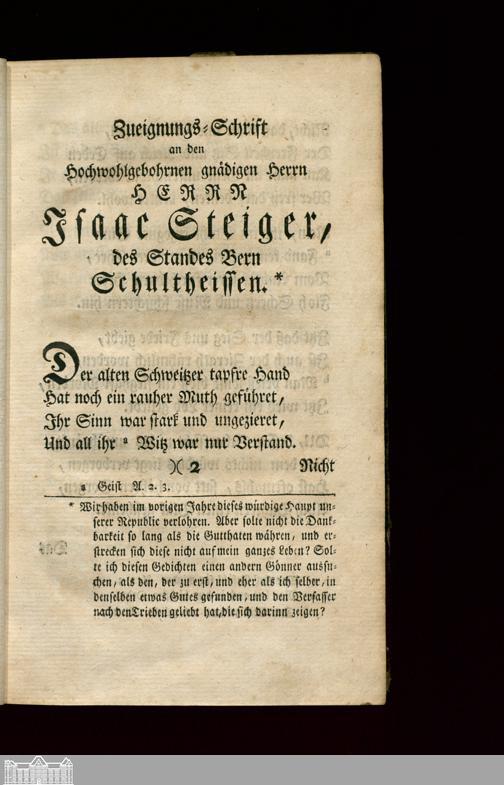 Zueignungs-Schrift
an den
Hochwohlgebohrnen gnädigen Herrn
HERRN
Isaac Steiger,
des Standes Bern
Schultheissen.*
Der alten Schweitzer tapfre Hand
Hat noch ein rauher Muth geführet,
Ihr Sinn war stark und ungezieret,
Und all ihr ª Witz war nur Verstand.
)( 2 Nicht
ª Geist A. 2. 3.
* Wir haben im vorigen Jahre dieses würdige Haupt un-
serer Republic verlohren. Aber solte nicht die Dank-
barkeit so lang als die Gutthaten währen, und er-
strecken sich diese nicht auf mein ganzes Leben? Sol-
te ich diesen Gedichten einen andern Gönner aussu-
chen, als den, der zu erst, und eher als ich selber, in
denselben etwas Gutes gefunden, und den Verfasser
nach den Trieben geliebt hat, die sich darinn zeigen?